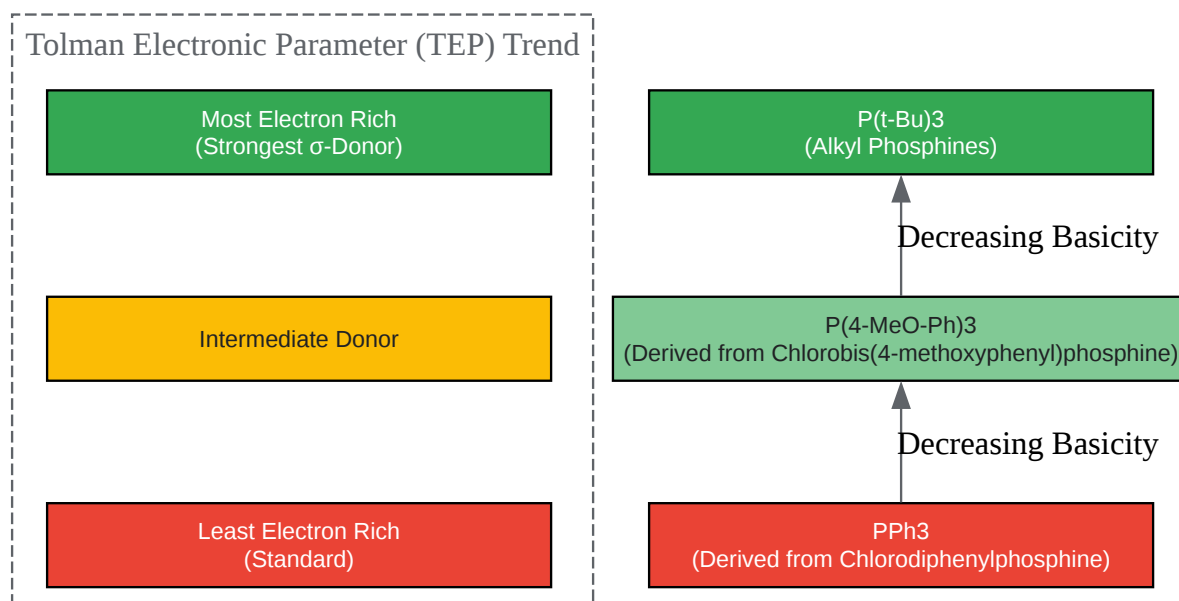 Tolman Electronic Parameter (TEP) Trend
Most Electron Rich
(Strongest σ-Donor)
P(t-Bu)3
(Alkyl Phosphines)
Decreasing Basicity
Intermediate Donor
P(4-MeO-Ph)3
(Derived from Chlorobis(4-methoxyphenyl)phosphine)
Decreasing Basicity
Least Electron Rich
(Standard)
PPh3
(Derived from Chlorodiphenylphosphine)